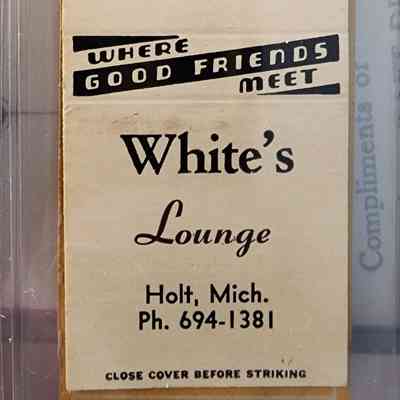 WHERE
GOOD FRIENDS
MEET
White's
Lounge
Holt, Mich.
Ph. 694-1381
CLOSE COVER BEFORE STRIKING
Compliments of